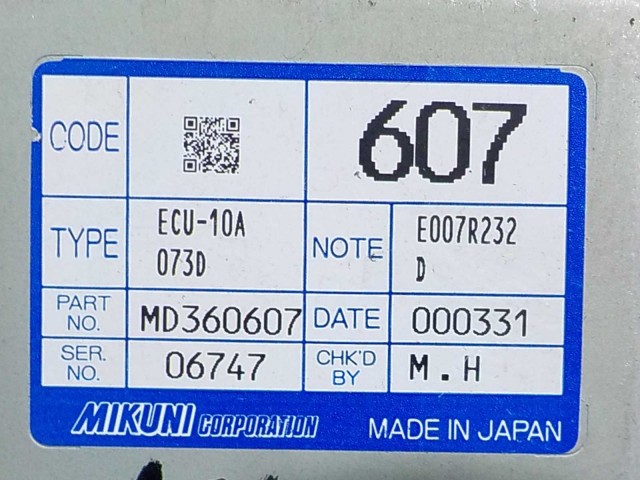 CODE 607
TYPE ECU-10A NOTE E007R232
073D D
PART NO. MD360607 DATE 000331
SER. NO. 06747 CHK'D BY M.H
MIKUNI CORPORATION MADE IN JAPAN